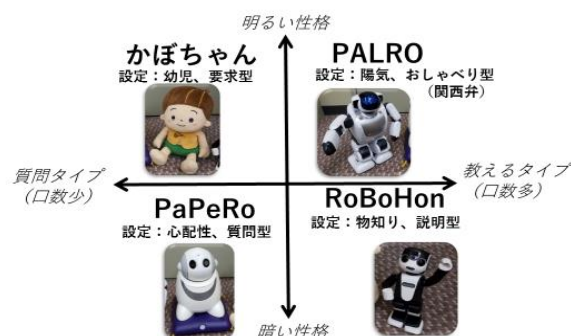 明るい性格
かぼちゃん
設定：幼児、要求型
PALRO
設定：陽気、おしゃべり型
（関西弁）
質問タイプ
（口数少）
教えるタイプ
（口数多）
PaPeRo
設定：心配性、質問型
RoBoHon
設定：物知り、説明型
暗い性格